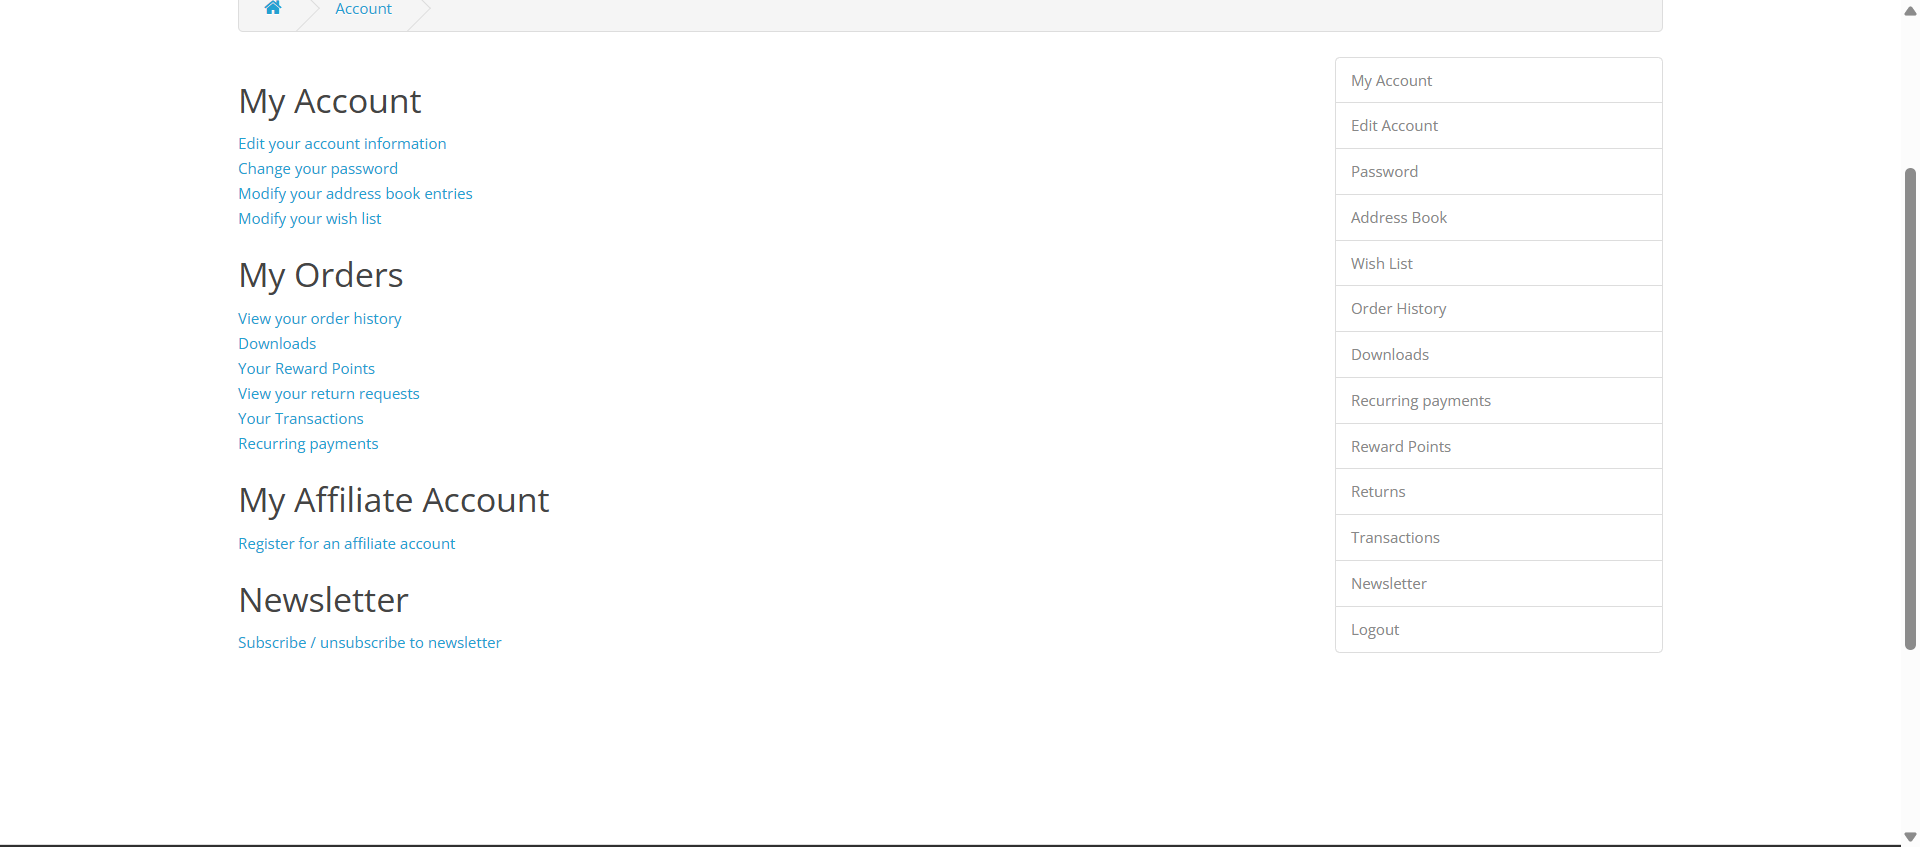 Account
My Account
Edit your account information
Change your password
Modify your address book entries
Modify your wish list
My Orders
View your order history
Downloads
Your Reward Points
View your return requests
Your Transactions
Recurring payments
My Affiliate Account
Register for an affiliate account
Newsletter
Subscribe / unsubscribe to newsletter
My Account
Edit Account
Password
Address Book
Wish List
Order History
Downloads
Recurring payments
Reward Points
Returns
Transactions
Newsletter
Logout